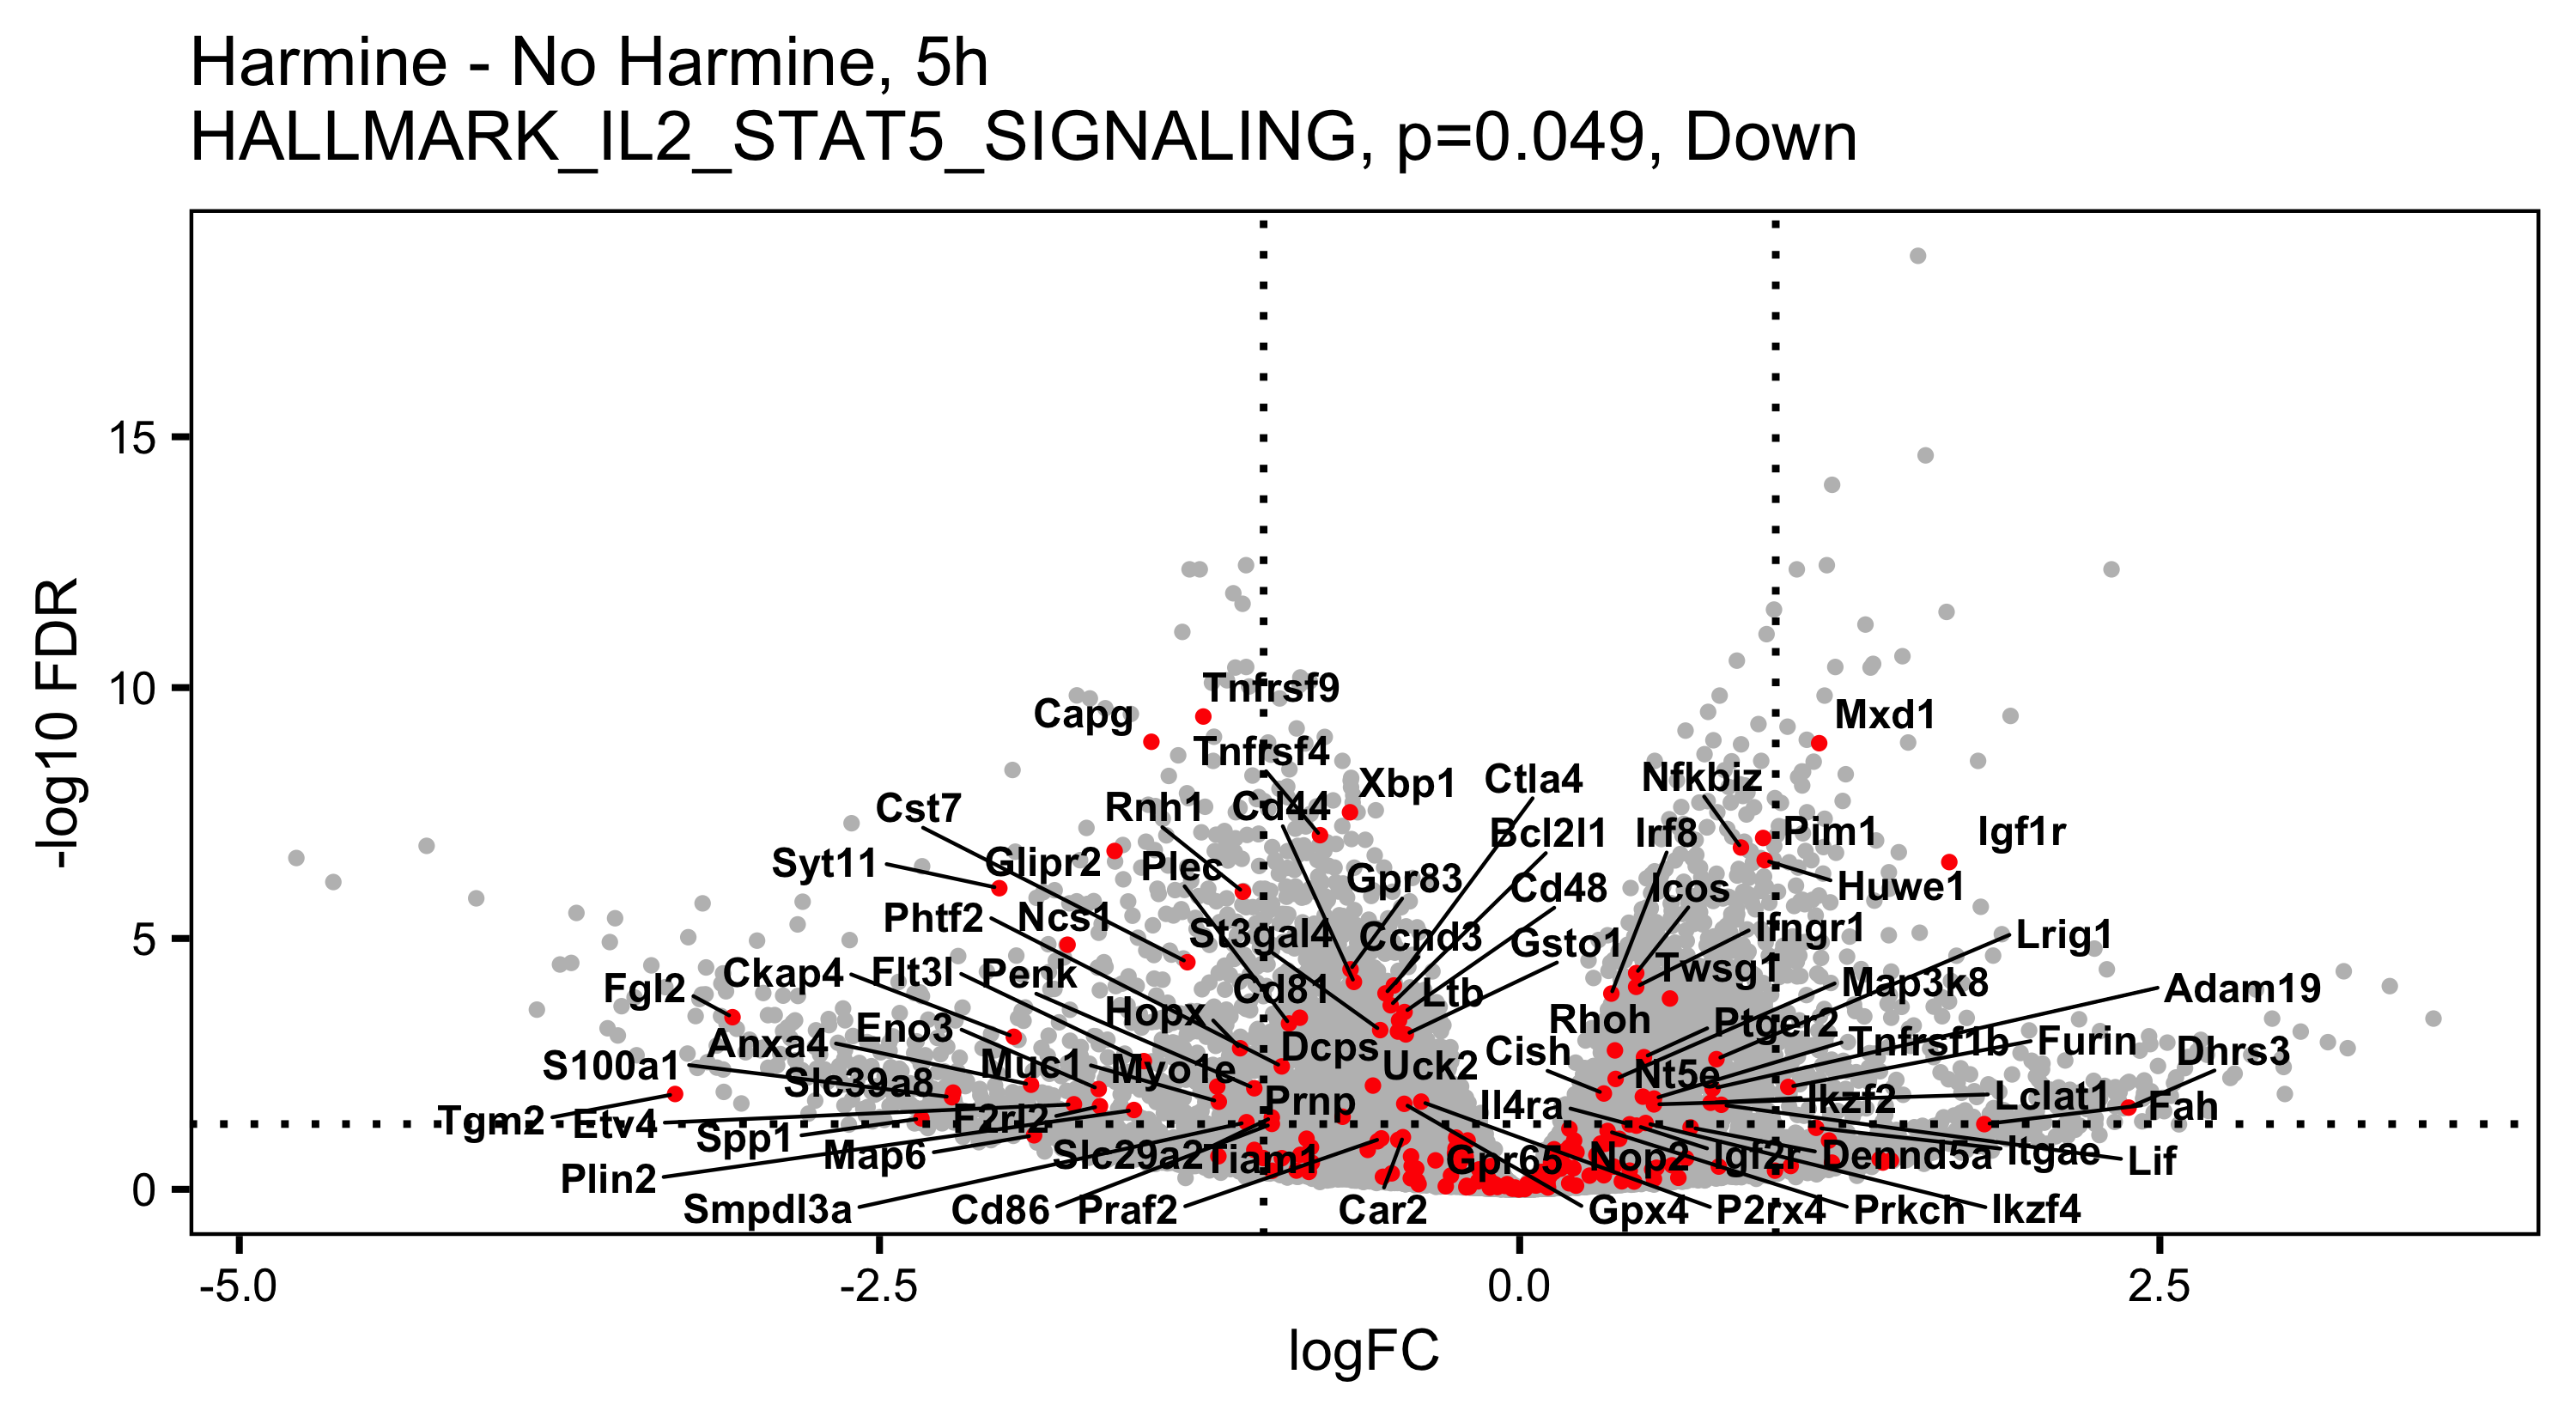 Harmine - No Harmine, 5h
HALLMARK_IL2_STAT5_SIGNALING, p=0.049, Down
-log10 FDR
15
10
5
0
Tnfrsf9
Capg
Mxd1
Tnfrsf4
Xbp1
Ctla4
Nfkbiz
Cst7
Rnh1
Cd44
Bcl2l1
Irf8
Pim1
Igf1r
Syt11
Glipr2
Plec
Gpr83
Cd48
Icos
Huwe1
Phtf2
Ncs1
St3gal4
Ccnd3
Gsto1
Ifngr1
Lrig1
Fgl2
Ckap4
Flt3l
Penk
Cd81
Ltb
Twsg1
Map3k8
Adam19
Hopx
Rhoh
Ptger2
Eno3
Anxa4
Dcps
Uck2
Cish
Tnfrsf1b
Furin
Dhrs3
S100a1
Slc39a8
Muc1
Myo1e
Nt5e
Prnp
Il4ra
Ikzf2
Lclat1
Fah
Tgm2
Etv4
Spp1
F2rl2
Map6
Slc29a2
Tiam1
Gpr65
Nop2
Igf2r
Dennd5a
Itgae
Lif
Plin2
Smpdl3a
Cd86
Praf2
Car2
Gpx4
P2rx4
Prkch
Ikzf4
-5.0
-2.5
0.0
2.5
logFC